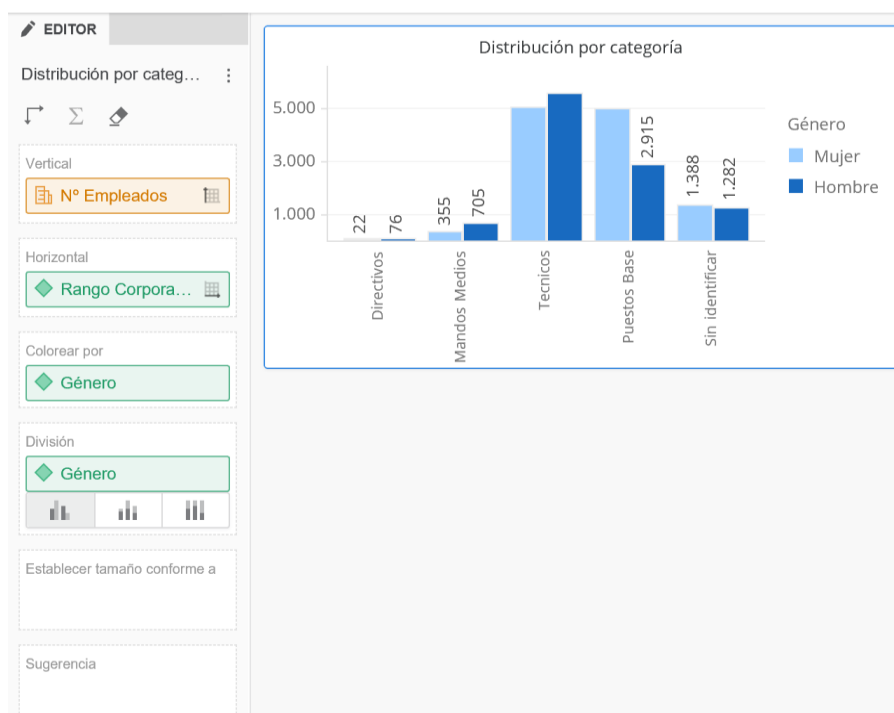 EDITOR
Distribución por categ...
Vertical
Nº Empleados
Horizontal
Rango Corpora...
Colorear por
Género
División
Género
Establecer tamaño conforme a
Sugerencia
Distribución por categoría
5.000
3.000
1.000
22
76
355
705
2.915
1.388
1.282
Directivos
Mandos Medios
Tecnicos
Puestos Base
Sin identificar
Género
Mujer
Hombre